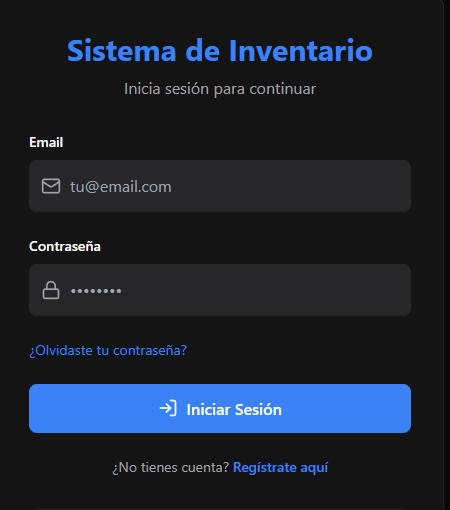 Sistema de Inventario
Inicia sesión para continuar
Email
tu@email.com
Contraseña
••••••••
¿Olvidaste tu contraseña?
Iniciar Sesión
¿No tienes cuenta? Regístrate aquí